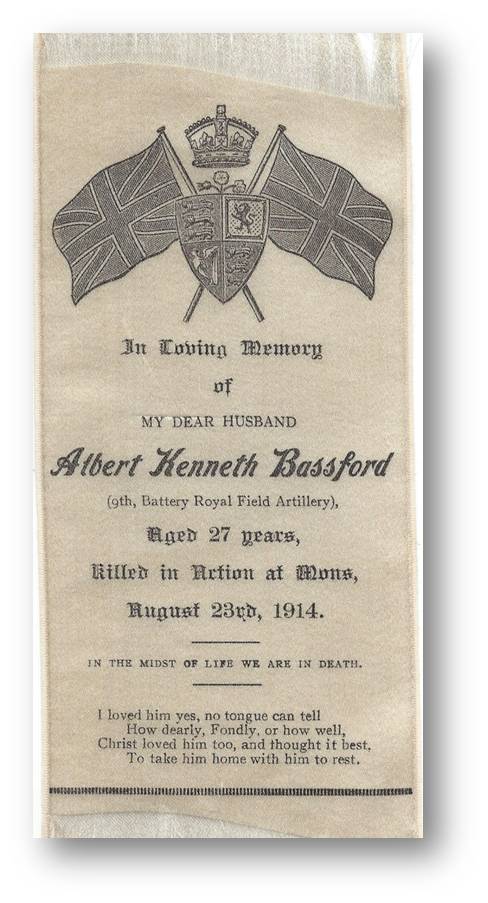 In Loving Memory
of
MY DEAR HUSBAND
Albert Kenneth Bassford
(9th, Battery Royal Field Artillery),
Aged 27 years,
Killed in Action at Mons,
August 23rd, 1914.
IN THE MIDST OF LIFE WE ARE IN DEATH.
I loved him yes, no tongue can tell
How dearly, Fondly, or how well,
Christ loved him too, and thought it best,
To take him home with him to rest.